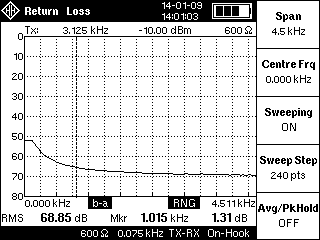 Return Loss 14-01-09 14:01:03
Tx: 3.125 kHz -10.00 dBm 600 Ω
0
10
20
30
40
50
60
70
80
0.000 kHz b-a RNG 4.511 kHz
RMS 68.85 dB Mkr 1.015 kHz 1.31 dB
600 Ω 0.075 kHz TX-RX On-Hook
Span
4.5 kHz
Centre Frq
0.000 kHz
Sweeping
ON
Sweep Step
240 pts
Avg/PkHold
OFF